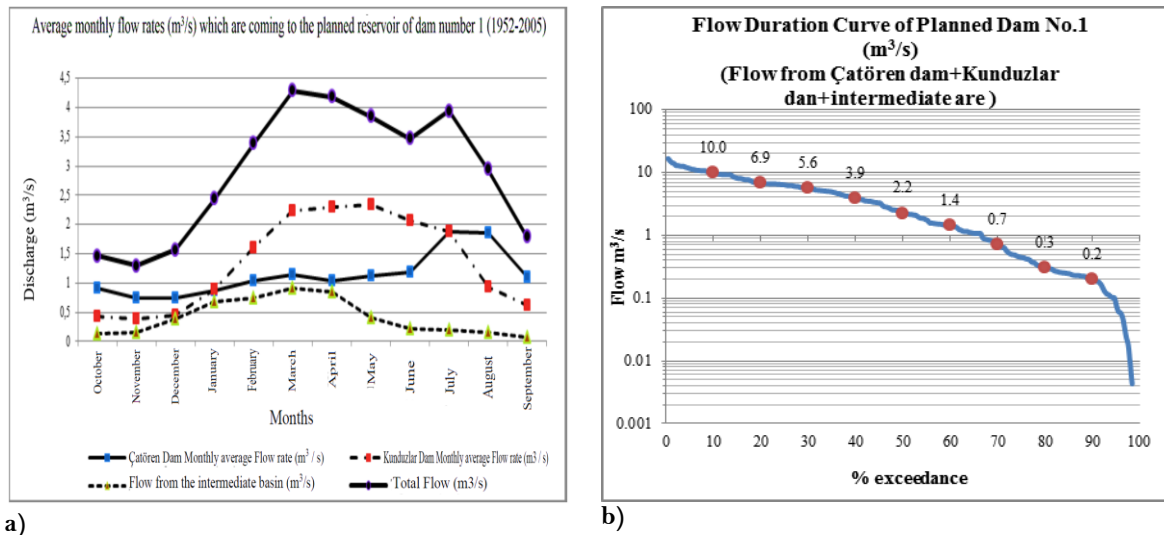 Average monthly flow rates (m³/s) which are coming to the planned reservoir of dam number 1 (1952-2005)
4,5
4
3,5
3
2,5
2
1,5
1
0,5
0
Discharge (m³/s)
October
November
December
January
February
March
April
May
June
July
August
September
Months
Çatören Dam Monthly average Flow rate (m³ / s)
Kunduzlar Dam Monthly average Flow rate (m3 / s)
Flow from the intermediate basin (m³/s)
Total Flow (m3/s)
a)
Flow Duration Curve of Planned Dam No.1
(m³/s)
(Flow from Çatören dam+Kunduzlar
dan+intermediate are )
100
10
1
0.1
0.01
0.001
Flow m³/s
10.0
6.9
5.6
3.9
2.2
1.4
0.7
0.3
0.2
0 10 20 30 40 50 60 70 80 90 100
% exceedance
b)